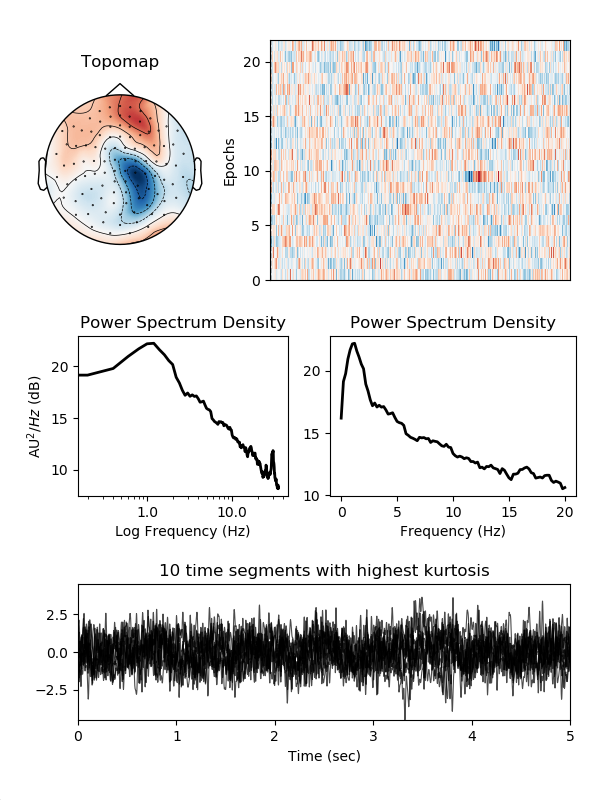 Topomap
Epochs
20
15
10
5
0
Power Spectrum Density
AU²/Hz (dB)
20
15
10
1.0 10.0
Log Frequency (Hz)
Power Spectrum Density
20
15
10
0 5 10 15 20
Frequency (Hz)
10 time segments with highest kurtosis
2.5
0.0
−2.5
0 1 2 3 4 5
Time (sec)